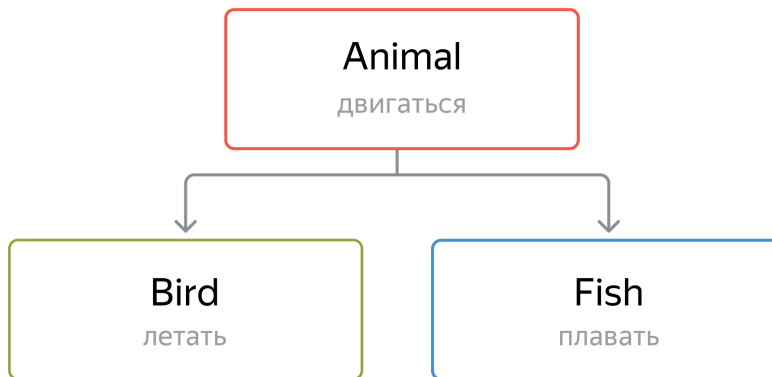 Animal
двигаться
Bird
летать
Fish
плавать